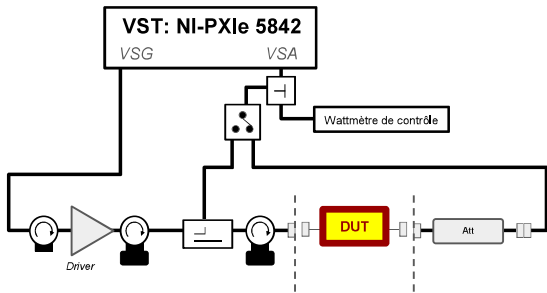 VST: NI-PXIe 5842
VSG
VSA
Wattmètre de contrôle
DUT
Att
Driver